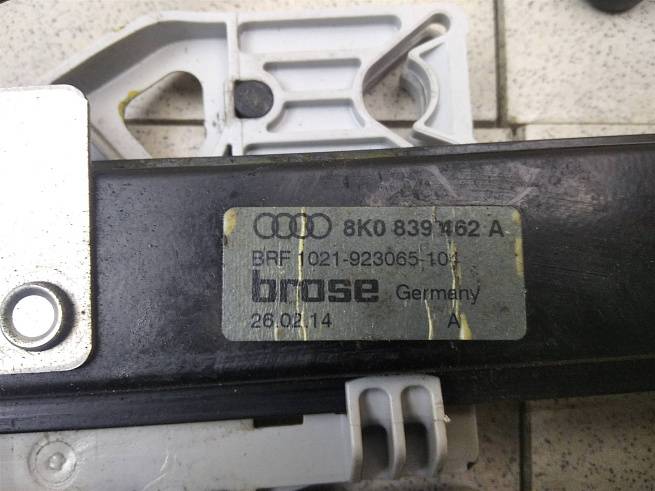 8K0 839 462 A
BRF 1021-923065-104
brose Germany
26.02.14 A